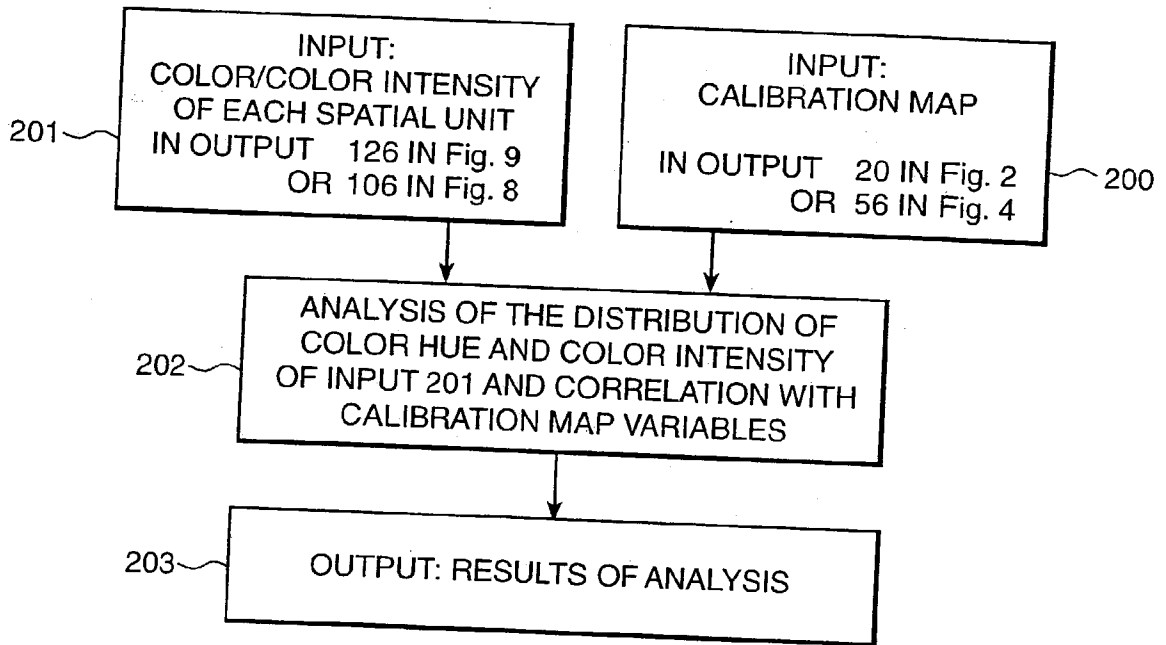 INPUT:
COLOR/COLOR INTENSITY
OF EACH SPATIAL UNIT
IN OUTPUT 126 IN Fig. 9
OR 106 IN Fig. 8
201
INPUT:
CALIBRATION MAP
IN OUTPUT 20 IN Fig. 2
OR 56 IN Fig. 4
200
ANALYSIS OF THE DISTRIBUTION OF
COLOR HUE AND COLOR INTENSITY
OF INPUT 201 AND CORRELATION WITH
CALIBRATION MAP VARIABLES
202
OUTPUT: RESULTS OF ANALYSIS
203